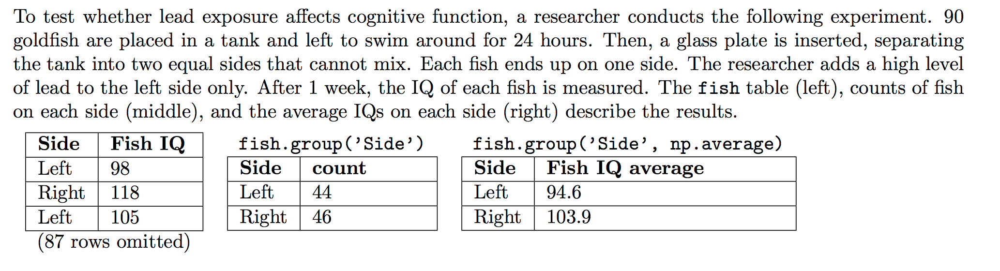 To test whether lead exposure affects cognitive function, a researcher conducts the following experiment. 90
goldfish are placed in a tank and left to swim around for 24 hours. Then, a glass plate is inserted, separating
the tank into two equal sides that cannot mix. Each fish ends up on one side. The researcher adds a high level
of lead to the left side only. After 1 week, the IQ of each fish is measured. The fish table (left), counts of fish
on each side (middle), and the average IQs on each side (right) describe the results.
Side Fish IQ
Left 98
Right 118
Left 105
(87 rows omitted)
fish.group('Side')
Side count
Left 44
Right 46
fish.group('Side', np.average)
Side Fish IQ average
Left 94.6
Right 103.9